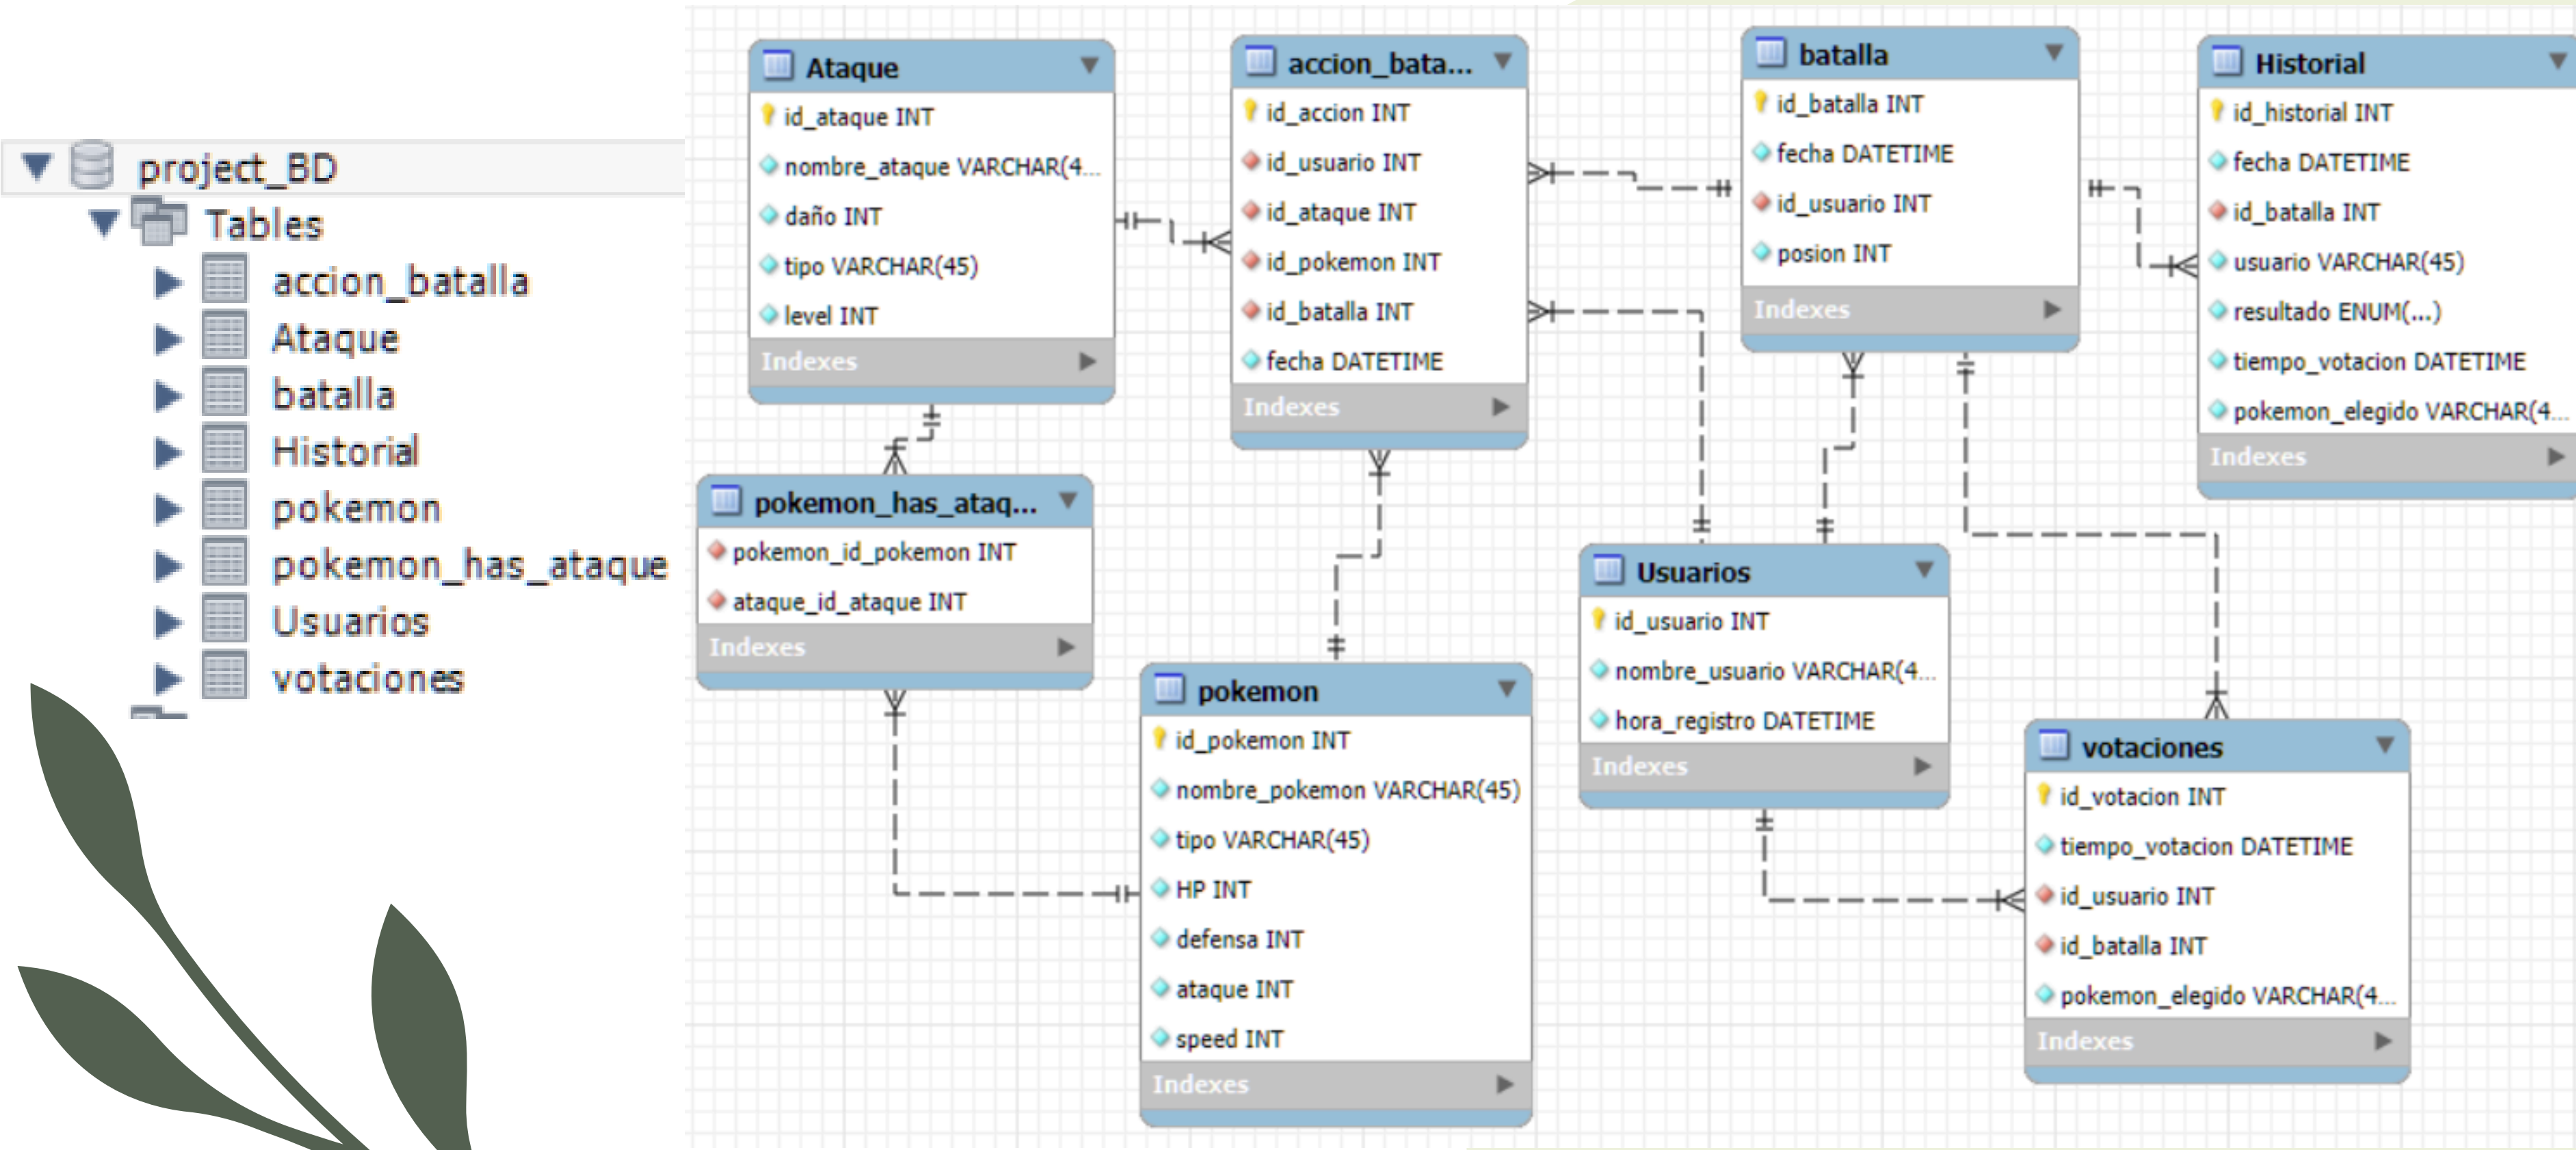 project_BD
Tables
accion_batalla
Ataque
batalla
Historial
pokemon
pokemon_has_ataque
Usuarios
votaciones
Ataque
id_ataque INT
nombre_ataque VARCHAR(4...
daño INT
tipo VARCHAR(45)
level INT
Indexes
accion_bata...
id_accion INT
id_usuario INT
id_ataque INT
id_pokemon INT
id_batalla INT
fecha DATETIME
Indexes
batalla
id_batalla INT
fecha DATETIME
id_usuario INT
posion INT
Indexes
Historial
id_historial INT
fecha DATETIME
id_batalla INT
usuario VARCHAR(45)
resultado ENUM(...)
tiempo_votacion DATETIME
pokemon_elegido VARCHAR(4...
Indexes
pokemon_has_ataq...
pokemon_id_pokemon INT
ataque_id_ataque INT
Indexes
pokemon
id_pokemon INT
nombre_pokemon VARCHAR(45)
tipo VARCHAR(45)
HP INT
defensa INT
ataque INT
speed INT
Indexes
Usuarios
id_usuario INT
nombre_usuario VARCHAR(4...
hora_registro DATETIME
Indexes
votaciones
id_votacion INT
tiempo_votacion DATETIME
id_usuario INT
id_batalla INT
pokemon_elegido VARCHAR(4...
Indexes